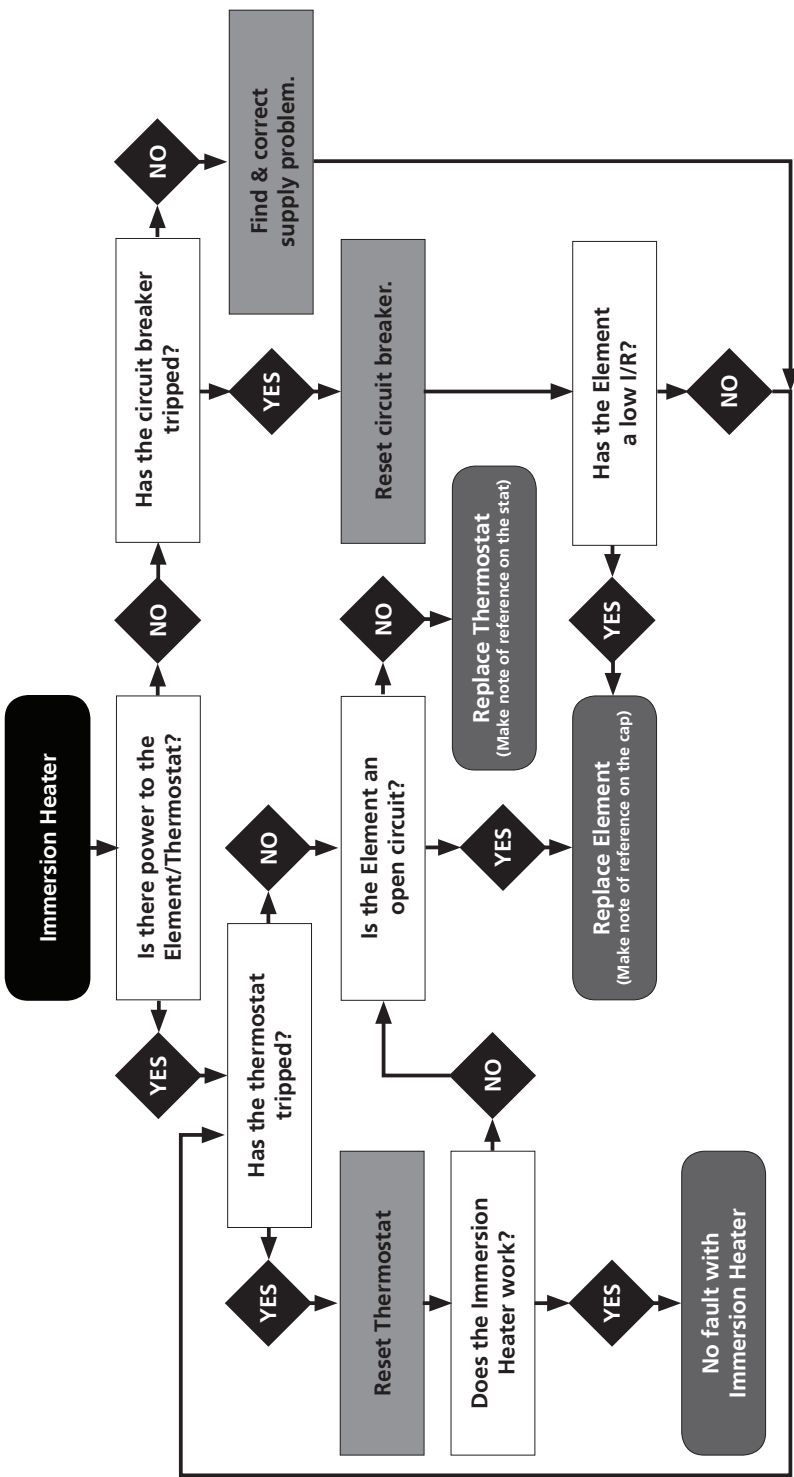 Immersion Heater
Is there power to the
Element/Thermostat?
YES
NO
Has the circuit breaker
tripped?
NO
Find & correct
supply problem.
YES
Reset circuit breaker.
Has the Element
a low I/R?
YES
NO
Has the thermostat
tripped?
YES
NO
Reset Thermostat
Does the Immersion
Heater work?
NO
YES
No fault with
Immersion Heater
Is the Element an
open circuit?
NO
Replace Thermostat
(Make note of reference on the stat)
YES
Replace Element
(Make note of reference on the cap)